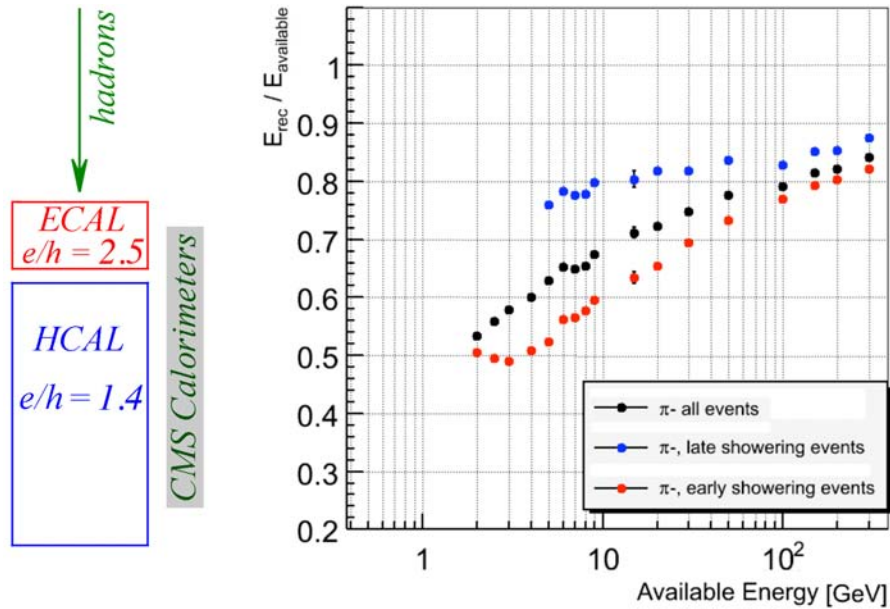 hadrons
ECAL
e/h = 2.5
HCAL
e/h = 1.4
CMS Calorimeters
E_rec / E_available
1
0.9
0.8
0.7
0.6
0.5
0.4
0.3
0.2
π- all events
π-, late showering events
π-, early showering events
1
10
10²
Available Energy [GeV]